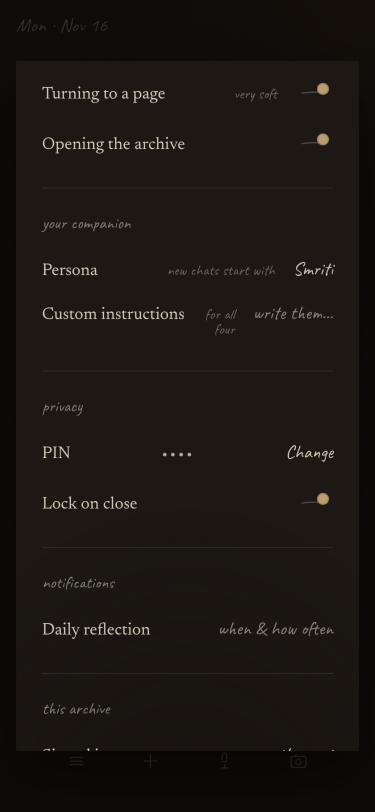 Mon · Nov 16
Turning to a page very soft
Opening the archive
your companion
Persona new chats start with Smriti
Custom instructions for all four write them...
privacy
PIN •••• Change
Lock on close
notifications
Daily reflection when & how often
this archive